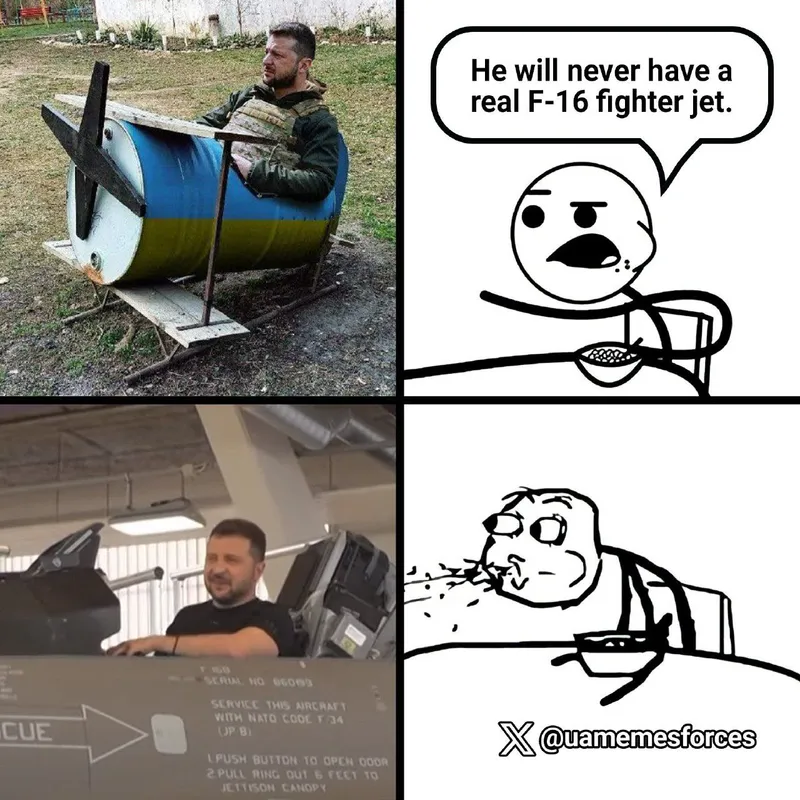 He will never have a
real F-16 fighter jet.
SERIAL NO. 86
SERVICE THIS AIRCRAFT
WITH NATO CODE F-34
(JP 8)
CUE
1 PUSH BUTTON TO OPEN DOOR
2 PULL RING OUT 6 FEET TO
JETTISON CANOPY
X @uamemesforces